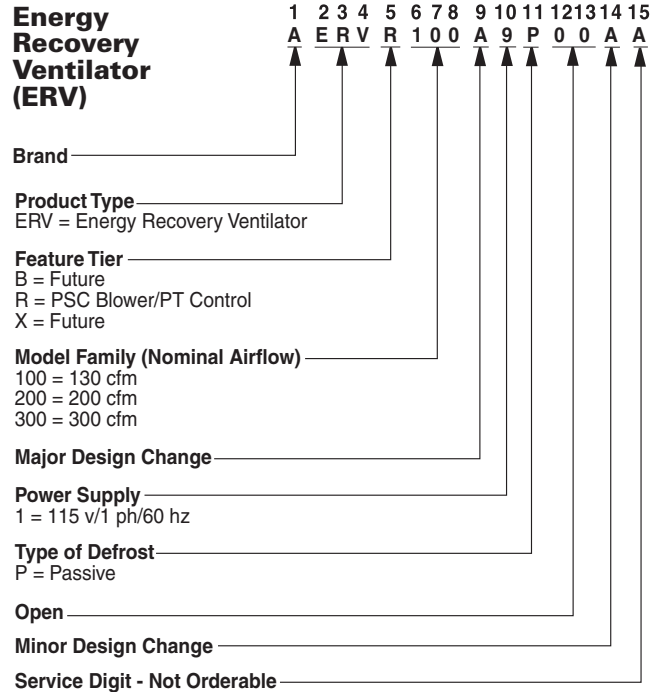 Energy
Recovery
Ventilator
(ERV)
1 2 3 4 5 6 7 8 9 10 11 12 13 14 15
A E R V R 1 0 0 A 9 P 0 0 A A
Brand
Product Type
ERV = Energy Recovery Ventilator
Feature Tier
B = Future
R = PSC Blower/PT Control
X = Future
Model Family (Nominal Airflow)
100 = 130 cfm
200 = 200 cfm
300 = 300 cfm
Major Design Change
Power Supply
1 = 115 v/1 ph/60 hz
Type of Defrost
P = Passive
Open
Minor Design Change
Service Digit - Not Orderable